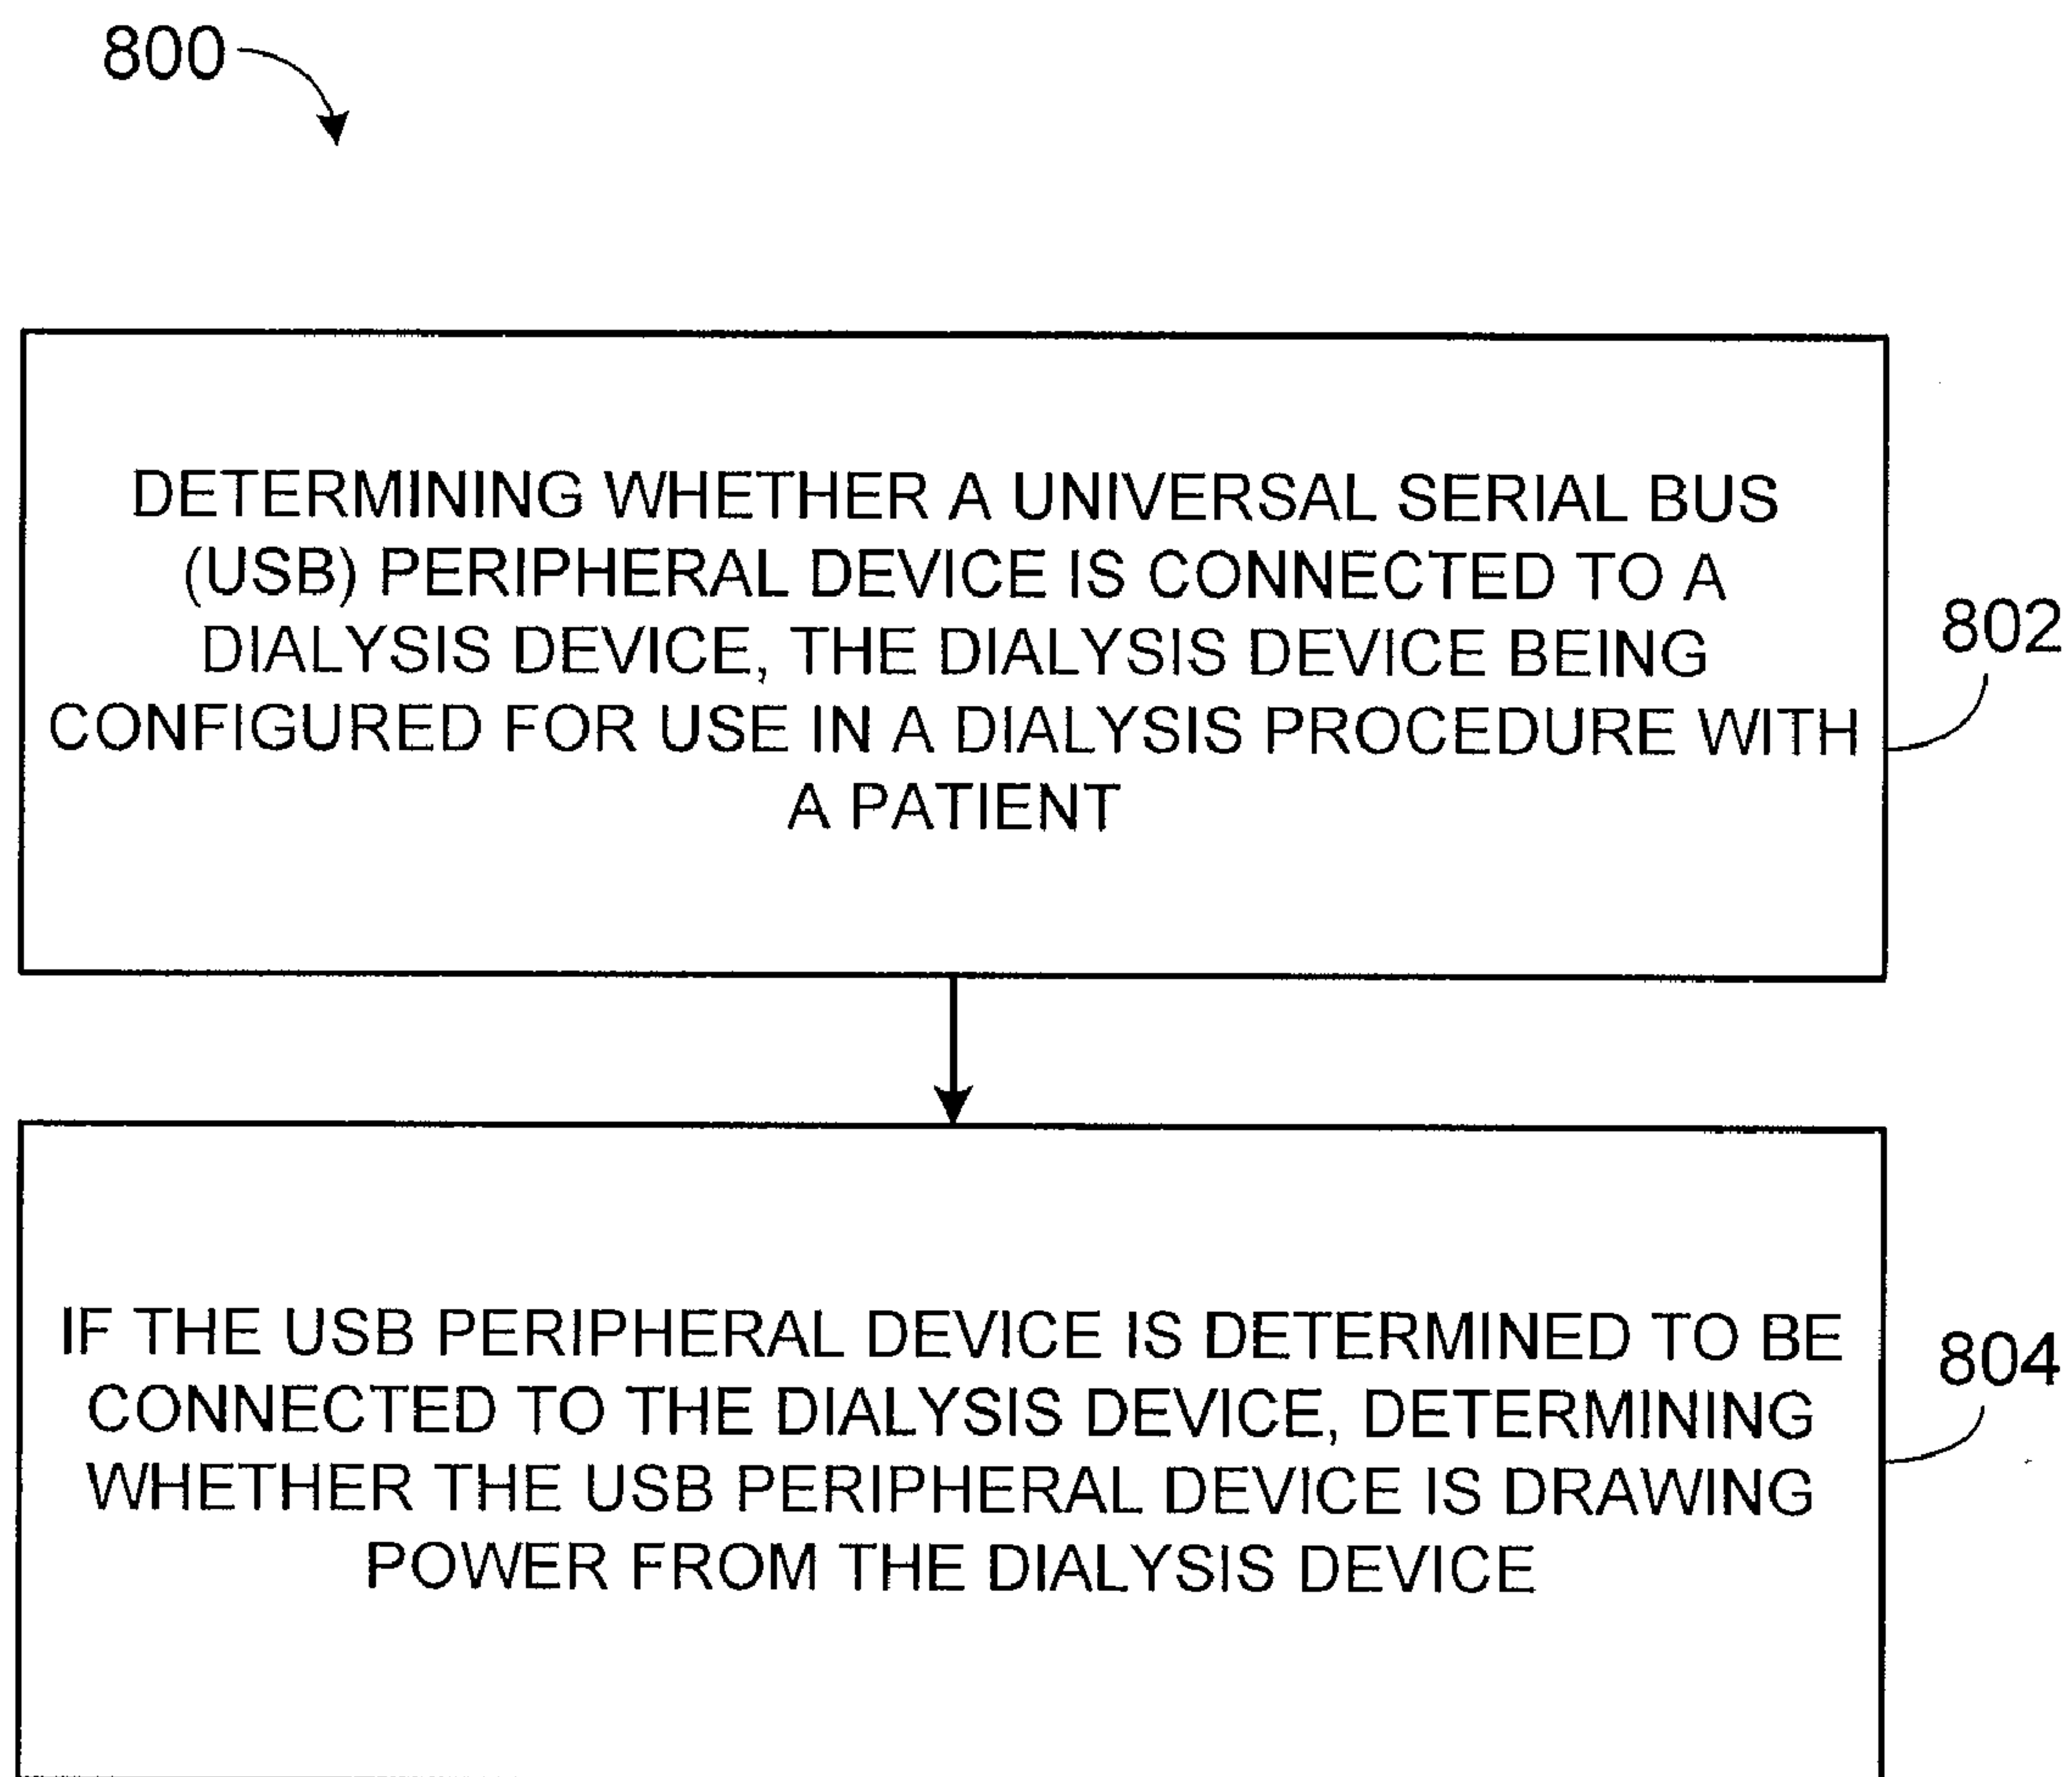 800
DETERMINING WHETHER A UNIVERSAL SERIAL BUS
(USB) PERIPHERAL DEVICE IS CONNECTED TO A
DIALYSIS DEVICE, THE DIALYSIS DEVICE BEING
CONFIGURED FOR USE IN A DIALYSIS PROCEDURE WITH
A PATIENT
802
IF THE USB PERIPHERAL DEVICE IS DETERMINED TO BE
CONNECTED TO THE DIALYSIS DEVICE, DETERMINING
WHETHER THE USB PERIPHERAL DEVICE IS DRAWING
POWER FROM THE DIALYSIS DEVICE
804